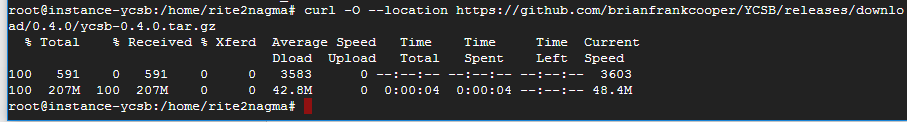 root@instance-ycsb:/home/rite2nagma# curl -O --location https://github.com/brianfrankcooper/YCSB/releases/downlo
ad/0.4.0/ycsb-0.4.0.tar.gz
  % Total    % Received % Xferd  Average Speed   Time    Time     Time  Current
                                 Dload  Upload   Total   Spent    Left  Speed
100   591    0   591    0     0   3583      0 --:--:-- --:--:-- --:--:--  3603
100  207M  100  207M    0     0  42.8M      0  0:00:04  0:00:04 --:--:-- 48.4M
root@instance-ycsb:/home/rite2nagma#